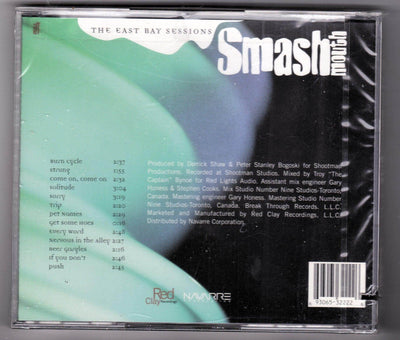 THE EAST BAY SESSIONS
Smash
mouth
burn cycle 2:37
strung 1:55
come on, come on 2:32
solitude 3:04
sorry 3:19
trip 2:20
pet names 2:29
get some more 2:16
every word 2:48
nervous in the alley 2:27
beer goggles 2:16
if you don't 2:46
push 2:45
Produced by Derrick Shaw & Peter Stanley Bogoski for Shootman
Productions. Recorded at Shootman Studios. Mixed by Troy "The
Captain" Bynoe for Red Lights Audio. Assistant mix engineer Gary
Honess & Stephen Cooks. Mix Studio Number Nine Studios-Toronto,
Canada. Mastering engineer Gary Honess. Mastering Studio Number
Nine Studios-Toronto, Canada. Break Through Records. L.L.C.
Marketed and Manufactured by Red Clay Recordings, L.L.C.
Distributed by Navarre Corporation.
Red
Clay Recordings
NAVARRE
93065-32222